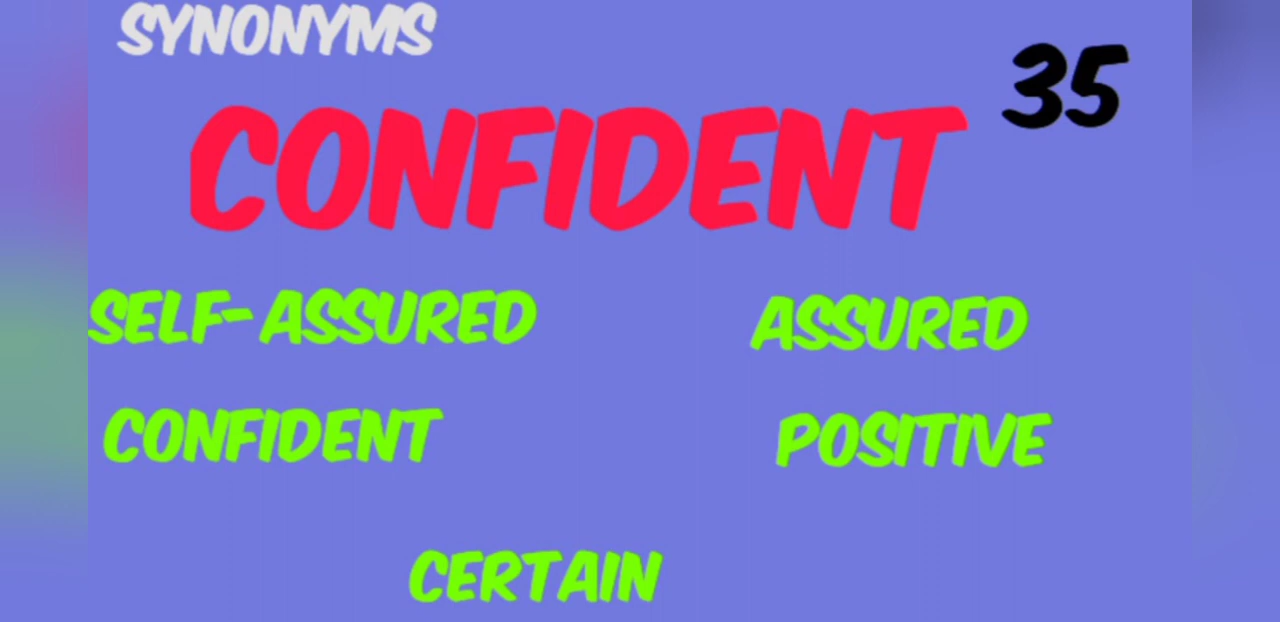 SYNONYMS
35
CONFIDENT
SELF-ASSURED
ASSURED
CONFIDENT
POSITIVE
CERTAIN